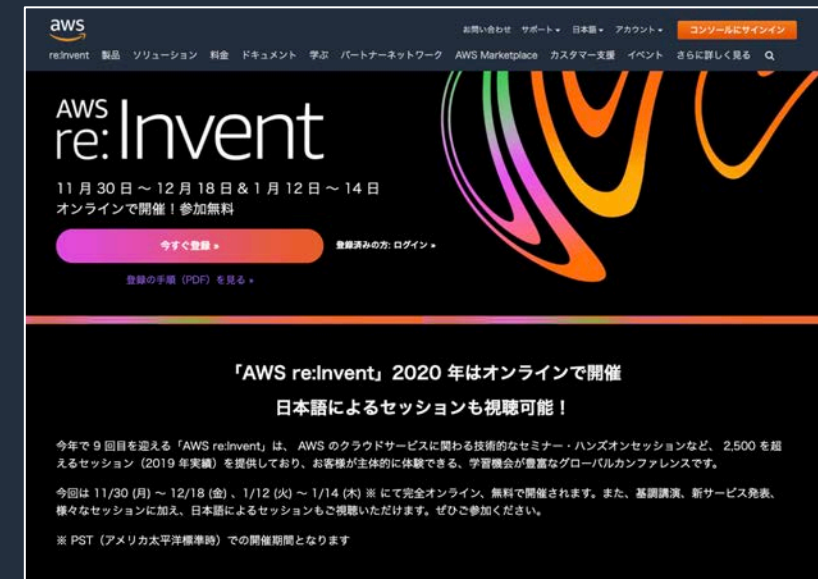 aws
お問い合わせ サポート 日本語 アカウント コンソールにサインイン
re:Invent 製品 ソリューション 料金 ドキュメント 学ぶ パートナーネットワーク AWS Marketplace カスタマー支援 イベント さらに詳しく見る
AWS
re:Invent
11 月 30 日 ～ 12 月 18 日 & 1 月 12 日 ～ 14 日
オンラインで開催！参加無料
今すぐ登録 » 登録済みの方: ログイン »
登録の手順（PDF）を見る »
「AWS re:Invent」2020 年はオンラインで開催
日本語によるセッションも視聴可能！
今年で 9 回目を迎える「AWS re:Invent」は、 AWS のクラウドサービスに関わる技術的なセミナー・ハンズオンセッションなど、 2,500 を超
えるセッション（2019 年実績）を提供しており、お客様が主体的に体験できる、学習機会が豊富なグローバルカンファレンスです。
今回は 11/30 (月) ～ 12/18 (金) 、1/12 (火) ～ 1/14 (木) ※ にて完全オンライン、無料で開催されます。また、基調講演、新サービス発表、
様々なセッションに加え、日本語によるセッションもご視聴いただけます。ぜひご参加ください。
※ PST（アメリカ太平洋標準時）での開催期間となります